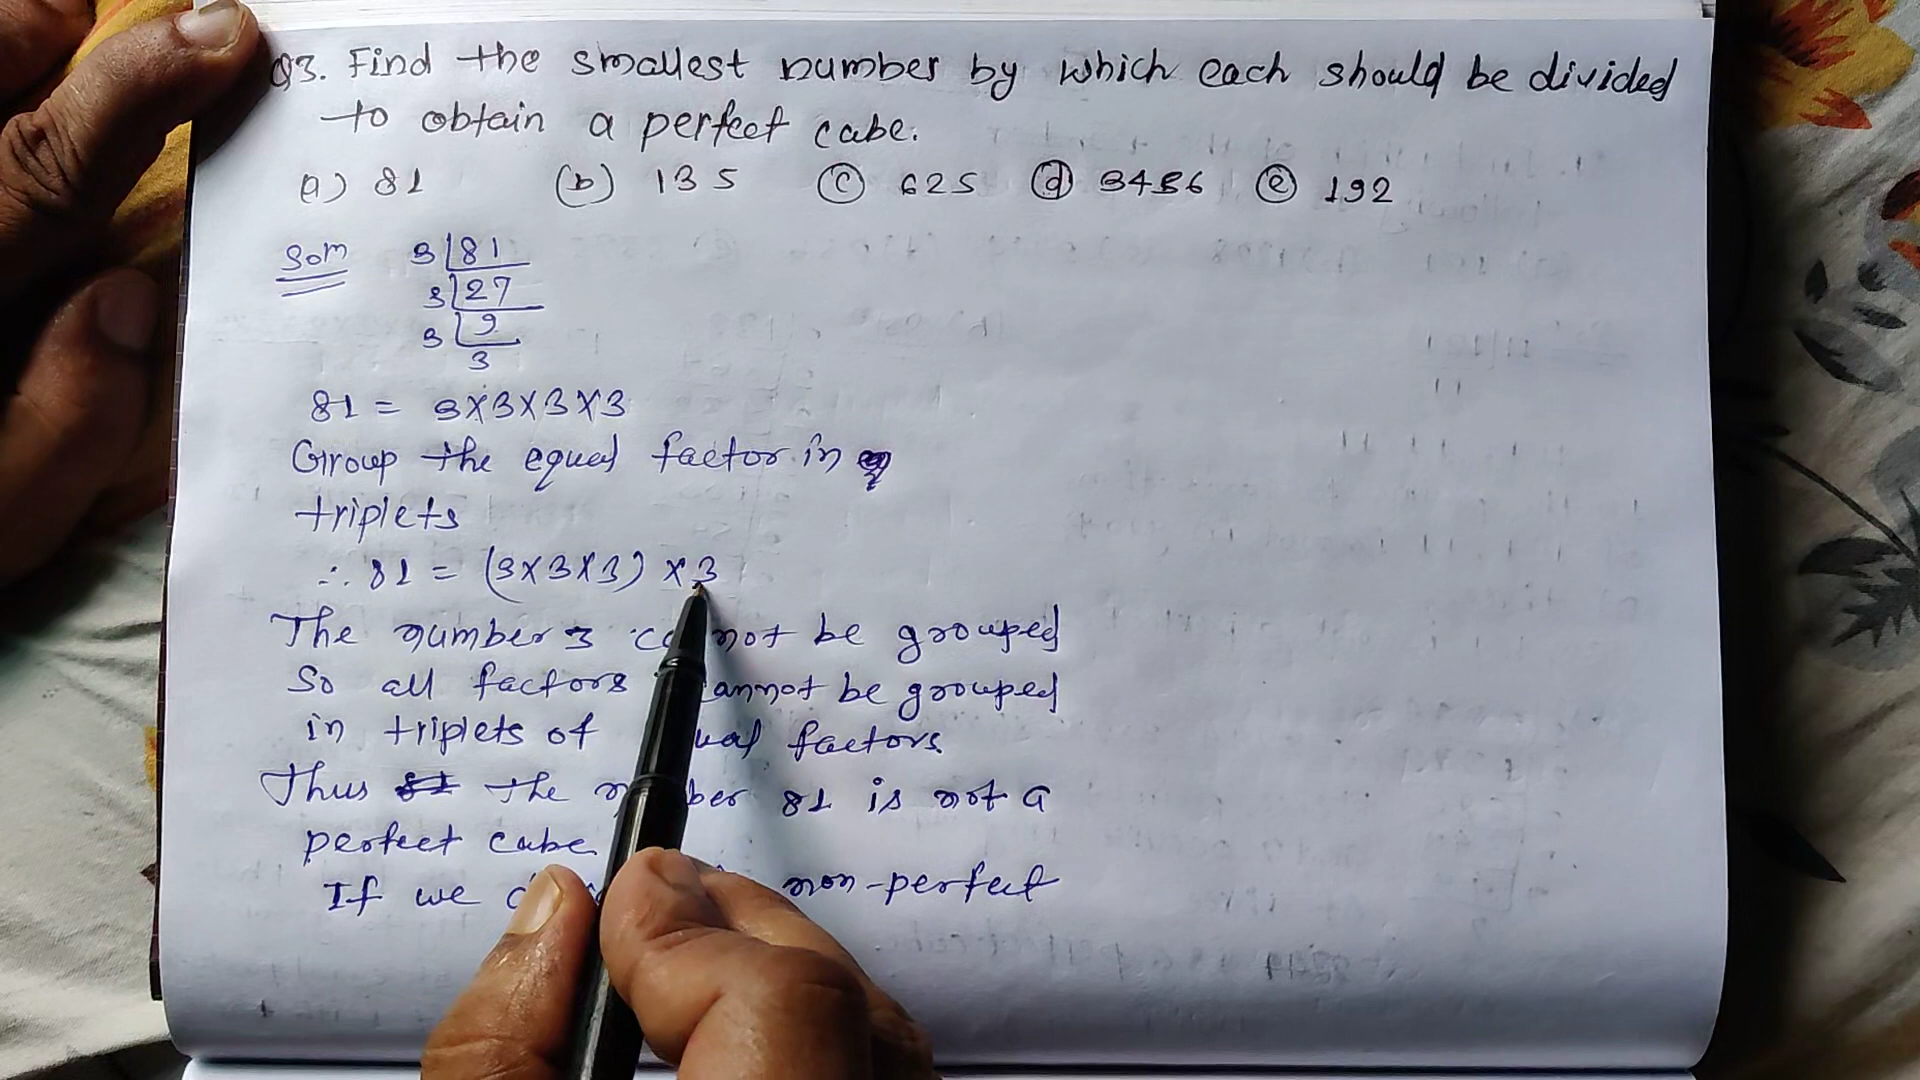 Q3. Find the smallest number by which each should be divided
to obtain a perfect cube.
(a) 81 (b) 135 (c) 625 (d) 3456 (e) 192
Soln 3 81
3 27
3 9
3
81 = 3×3×3×3
Group the equal factor in
triplets
∴ 81 = (3×3×3) × 3
The number 3 not be grouped
So all factors be grouped
in triplets of factors
Thus the 81 is not a
perfect cube
If we non-perfect